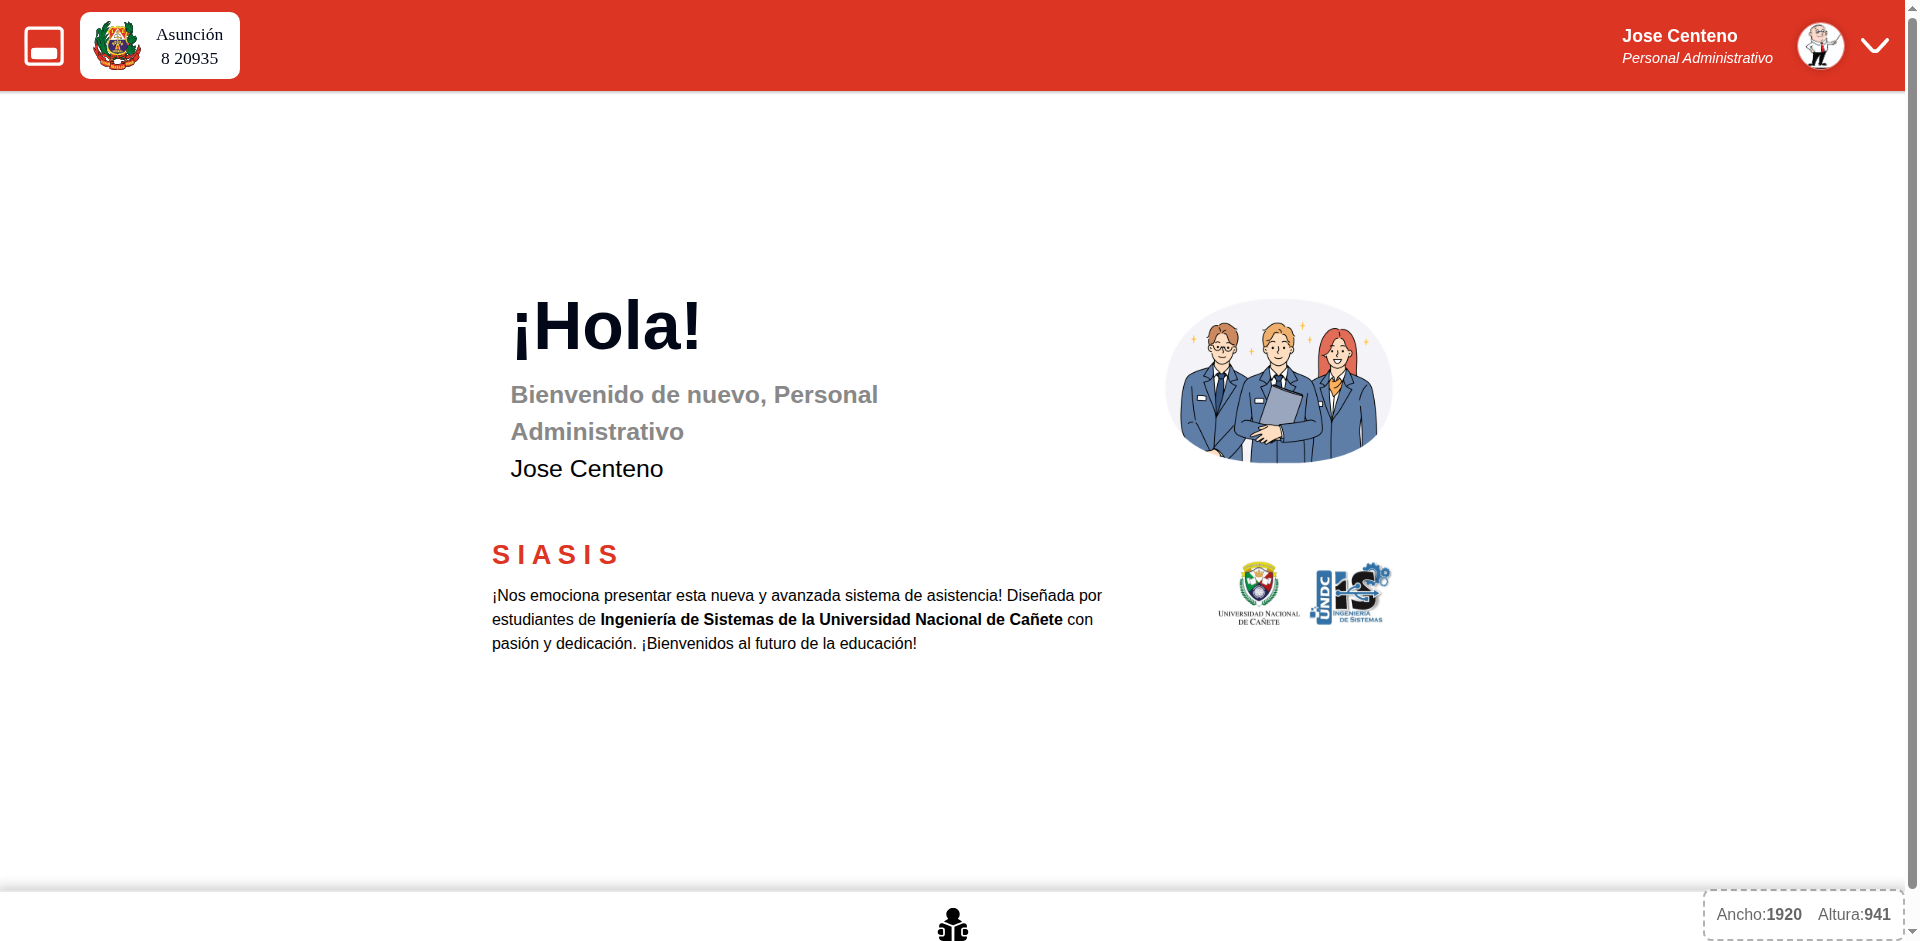 Asunción
8 20935
Jose Centeno
Personal Administrativo
¡Hola!
Bienvenido de nuevo, Personal
Administrativo
Jose Centeno
SIASIS
¡Nos emociona presentar esta nueva y avanzada sistema de asistencia! Diseñada por
estudiantes de Ingeniería de Sistemas de la Universidad Nacional de Cañete con
pasión y dedicación. ¡Bienvenidos al futuro de la educación!
UNIVERSIDAD NACIONAL
DE CAÑETE
UNDC
IS
INGENIERÍA
DE SISTEMAS
Ancho:1920 Altura:941